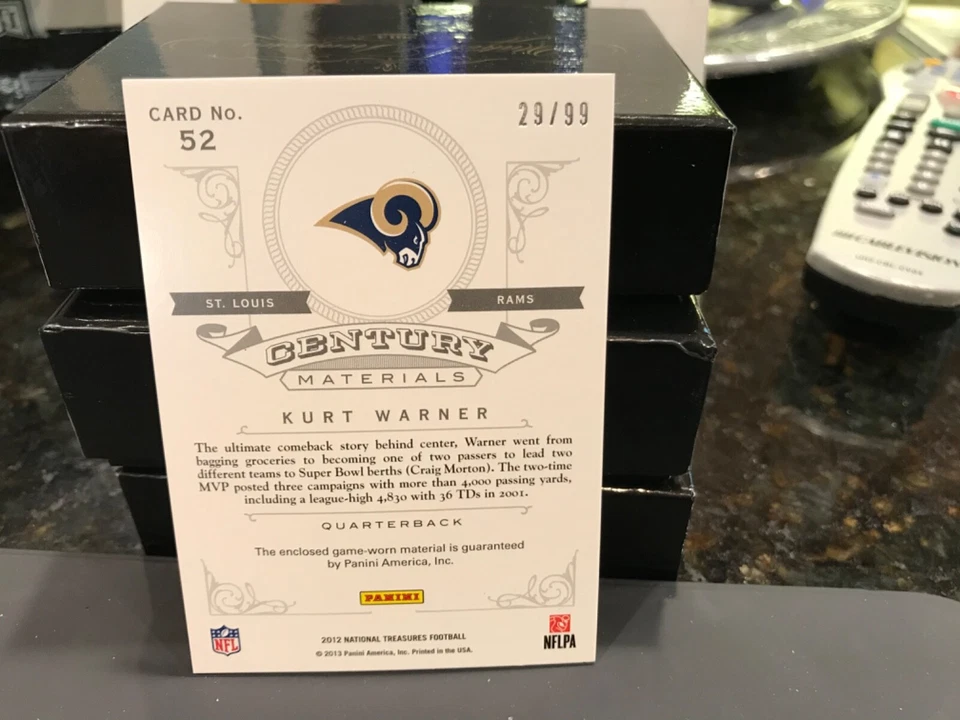 CARD No.
52
29/99
ST. LOUIS
RAMS
CENTURY
MATERIALS
KURT WARNER
The ultimate comeback story behind center, Warner went from
bagging groceries to becoming one of two passers to lead two
different teams to Super Bowl berths (Craig Morton). The two-time
MVP posted three campaigns with more than 4,000 passing yards,
including a league-high 4,830 with 36 TDs in 2001.
QUARTERBACK
The enclosed game-worn material is guaranteed
by Panini America, Inc.
PANINI
NFL
2012 NATIONAL TREASURES FOOTBALL
© 2013 Panini America, Inc. Printed in the USA.
NFLPA